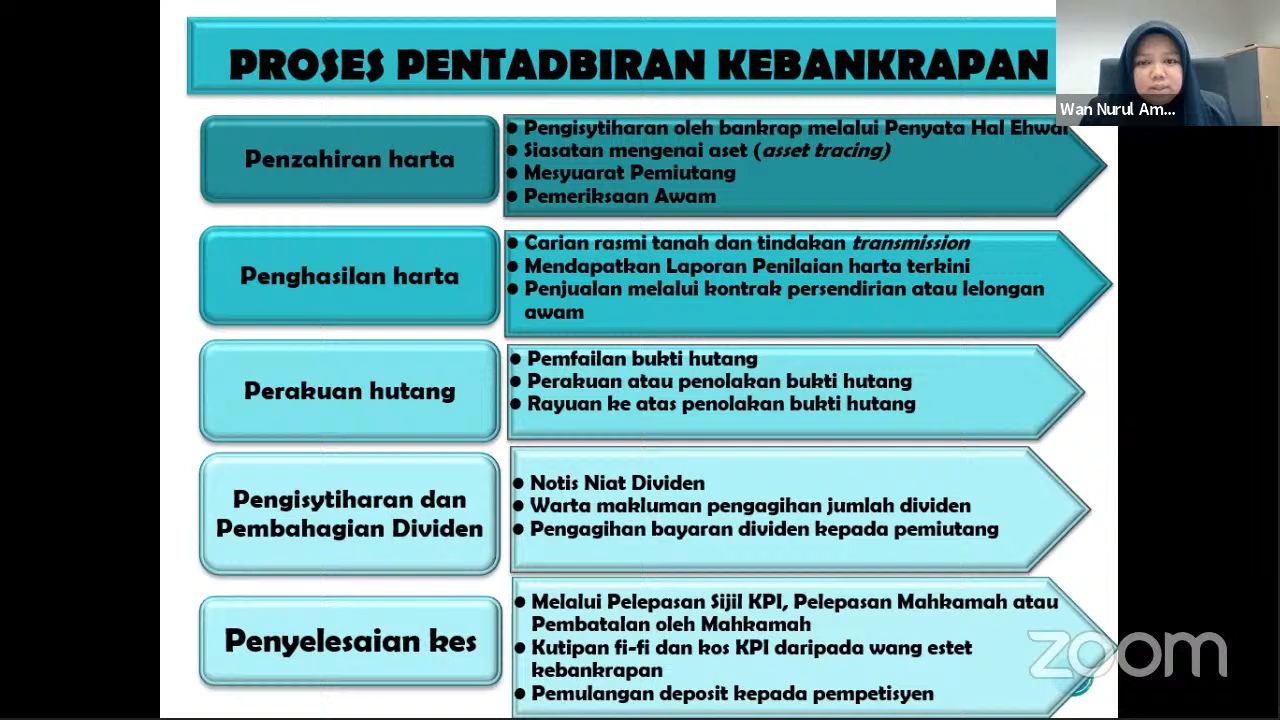 PROSES PENTADBIRAN KEBANKRAPAN
Wan Nurul Am...
Penzahiran harta
• Pengisytiharan oleh bankrap melalui Penyata Hal Ehwal
• Siasatan mengenai aset (asset tracing)
• Mesyuarat Pemiutang
• Pemeriksaan Awam
Penghasilan harta
• Carian rasmi tanah dan tindakan transmission
• Mendapatkan Laporan Penilaian harta terkini
• Penjualan melalui kontrak persendirian atau lelongan
awam
Perakuan hutang
• Pemfailan bukti hutang
• Perakuan atau penolakan bukti hutang
• Rayuan ke atas penolakan bukti hutang
Pengisytiharan dan
Pembahagian Dividen
• Notis Niat Dividen
• Warta makluman pengagihan jumlah dividen
• Pengagihan bayaran dividen kepada pemiutang
Penyelesaian kes
• Melalui Pelepasan Sijil KPI, Pelepasan Mahkamah atau
Pembatalan oleh Mahkamah
• Kutipan fi-fi dan kos KPI daripada wang estet
kebankrapan
• Pemulangan deposit kepada pempetisyen
zoom